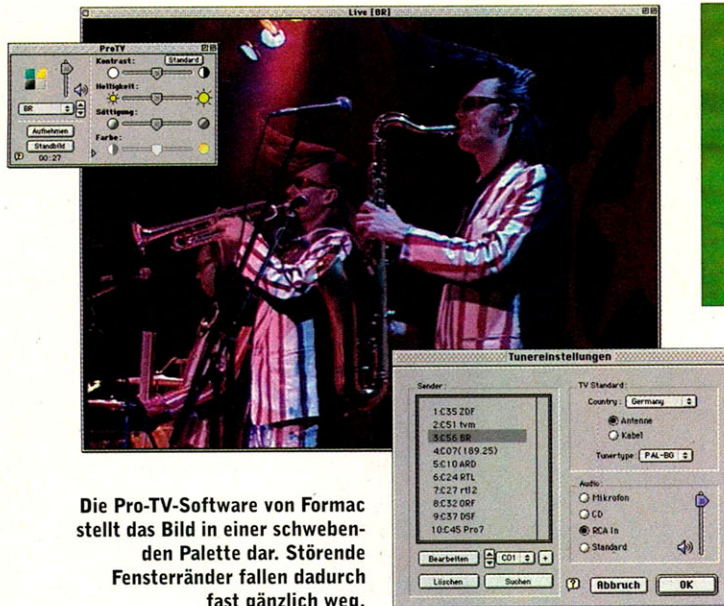 Live [BR]
ProTV
Kontrast:
Standard
Helligkeit:
Sättigung:
Farbe:
BR
Aufnehmen
Standbild
00:27
Tunereinstellungen
Sender:
1:C35 ZDF
2:C51 tvm
3:C56 BR
4:C07(189.25)
5:C10 ARD
6:C24 RTL
7:C27 rtl2
8:C32 ORF
9:C37 DSF
10:C45 Pro7
Bearbeiten
CO1
+
Löschen
Suchen
TV Standard:
Country: Germany
Antenne
Kabel
Tunertype: PAL-BG
Audio:
Mikrofon
CD
RCA In
Standard
?
Abbruch
OK
Die Pro-TV-Software von Formac
stellt das Bild in einer schweben-
den Palette dar. Störende
Fensterränder fallen dadurch
fast gänzlich weg.